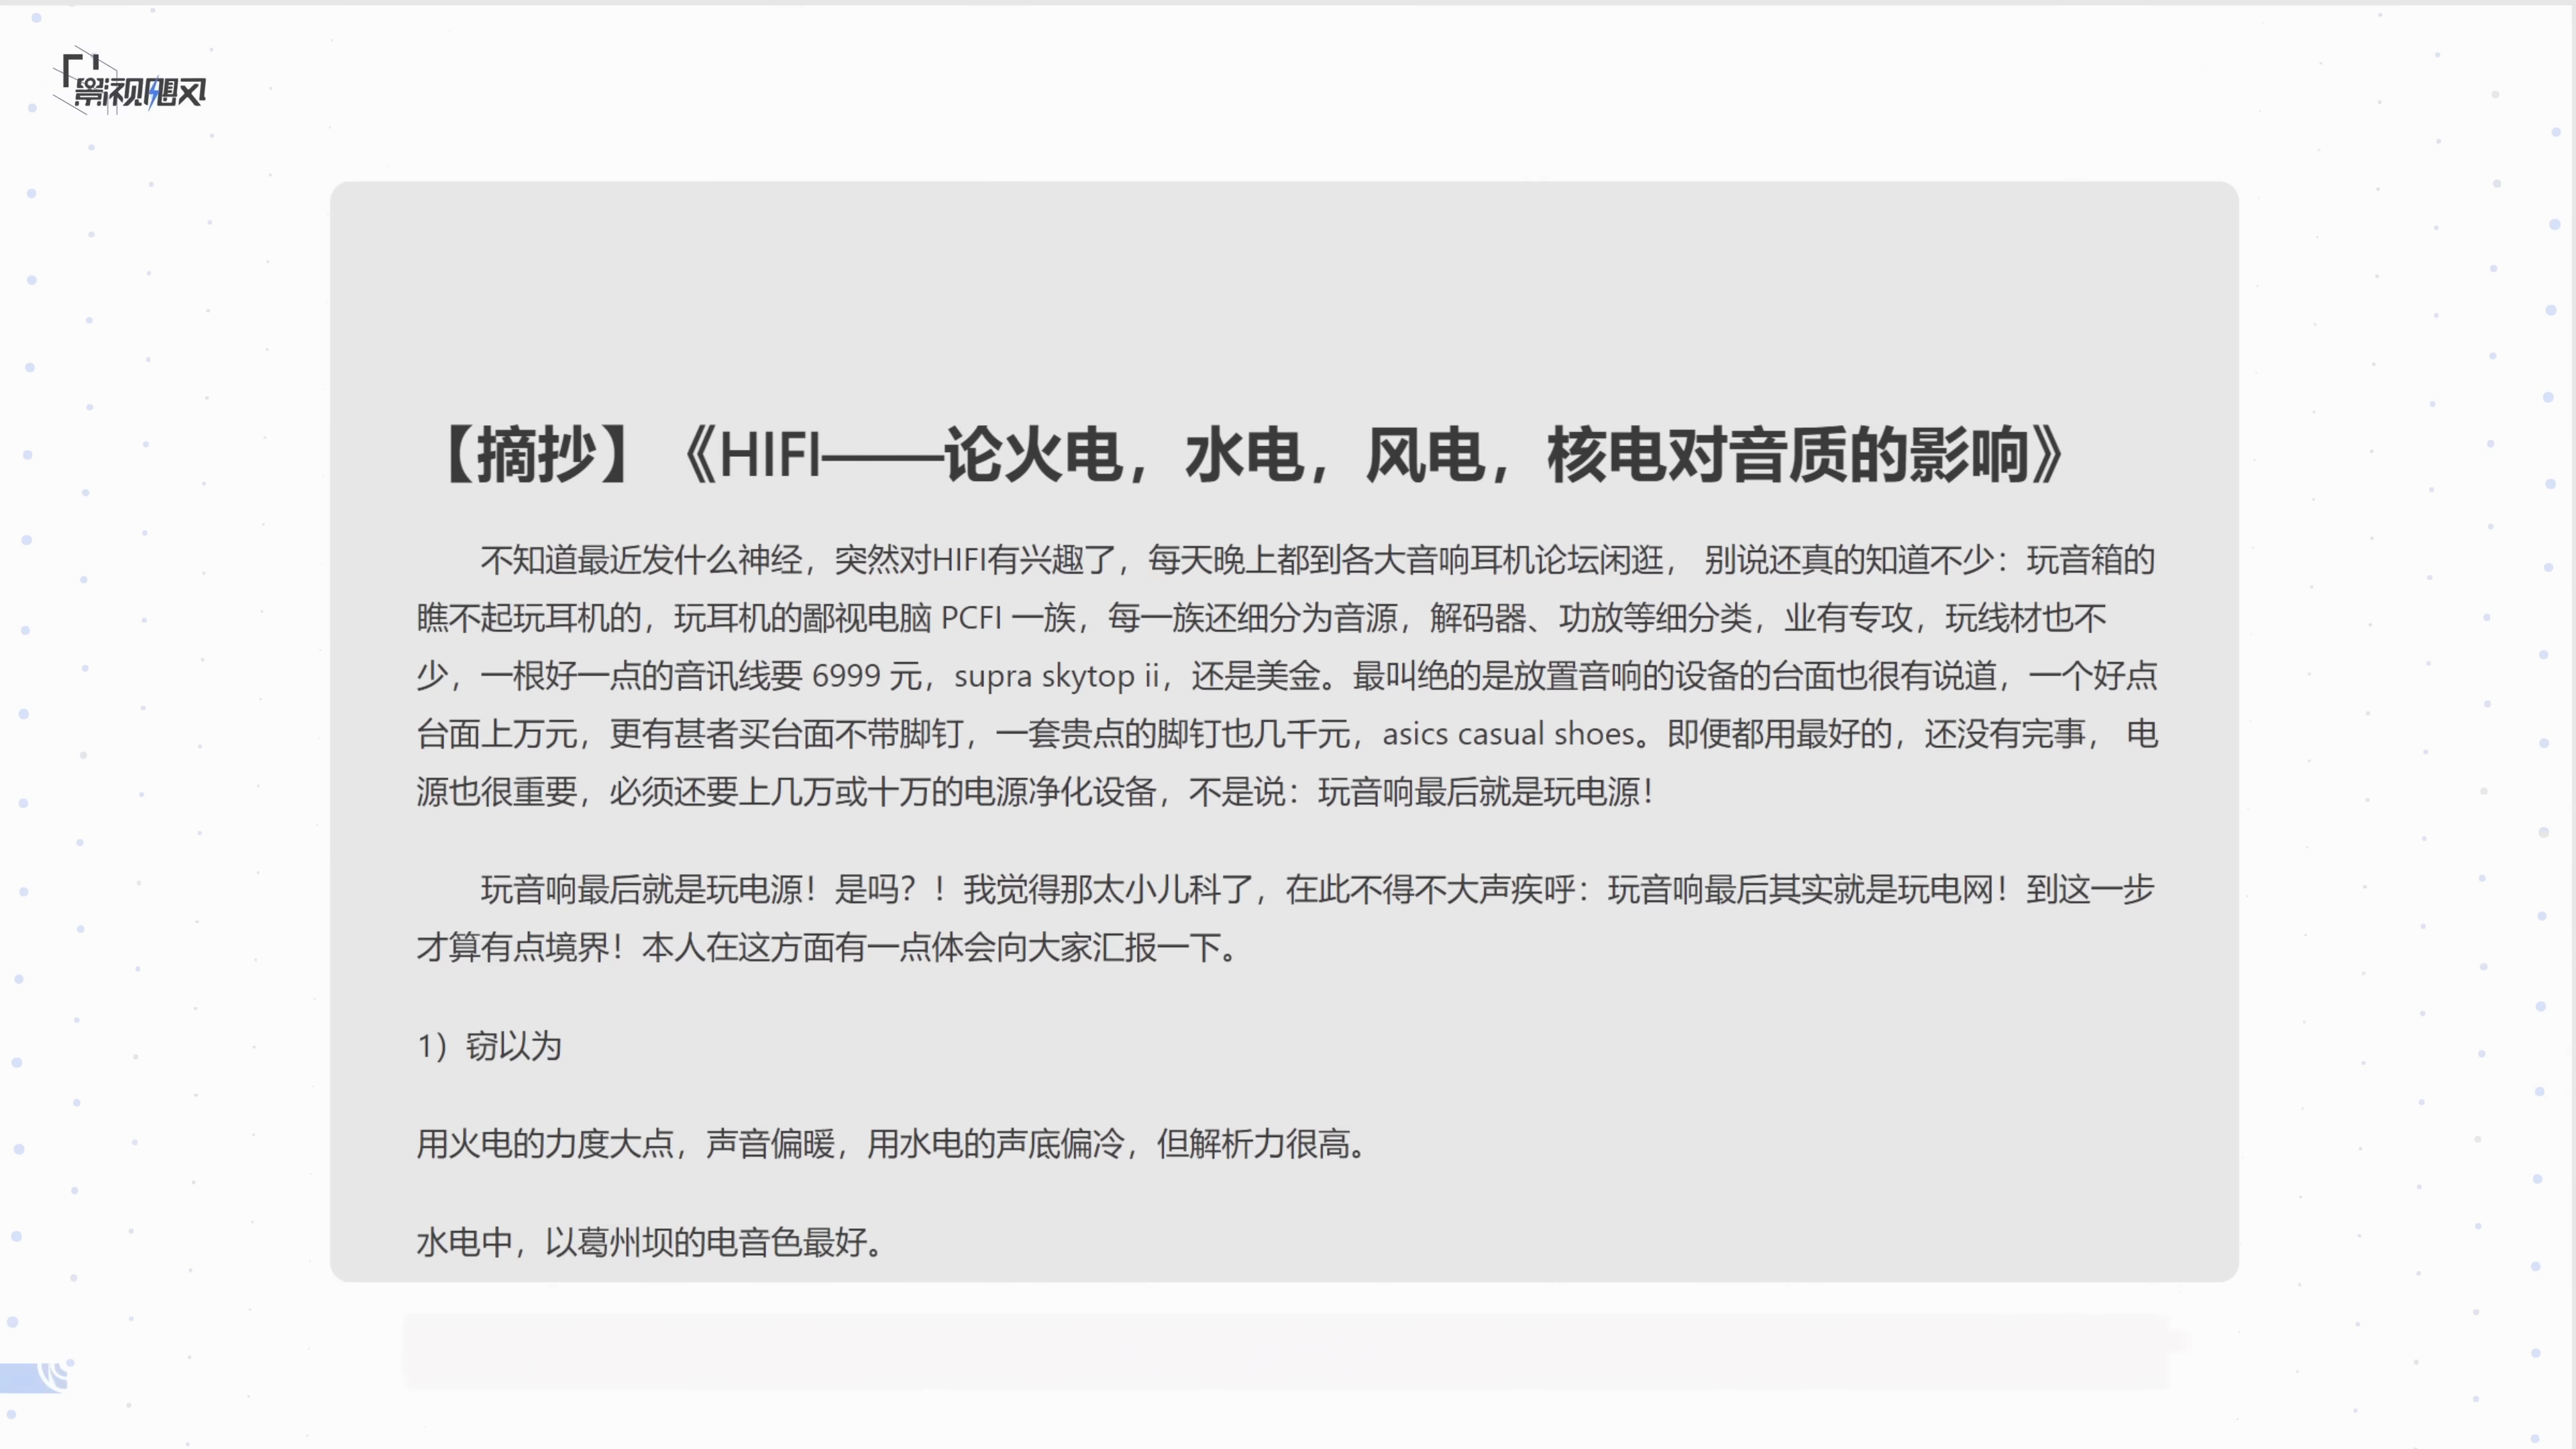 影视飓风
【摘抄】《HIFI——论火电，水电，风电，核电对音质的影响》
不知道最近发什么神经，突然对HIFI有兴趣了，每天晚上都到各大音响耳机论坛闲逛， 别说还真的知道不少：玩音箱的
瞧不起玩耳机的，玩耳机的鄙视电脑 PCFI 一族，每一族还细分为音源，解码器、功放等细分类，业有专攻，玩线材也不
少，一根好一点的音讯线要 6999 元，supra skytop ii，还是美金。最叫绝的是放置音响的设备的台面也很有说道，一个好点
台面上万元，更有甚者买台面不带脚钉，一套贵点的脚钉也几千元，asics casual shoes。即便都用最好的，还没有完事， 电
源也很重要，必须还要上几万或十万的电源净化设备，不是说：玩音响最后就是玩电源！
玩音响最后就是玩电源！是吗？！我觉得那太小儿科了，在此不得不大声疾呼：玩音响最后其实就是玩电网！到这一步
才算有点境界！本人在这方面有一点体会向大家汇报一下。
1）窃以为
用火电的力度大点，声音偏暖，用水电的声底偏冷，但解析力很高。
水电中，以葛州坝的电音色最好。